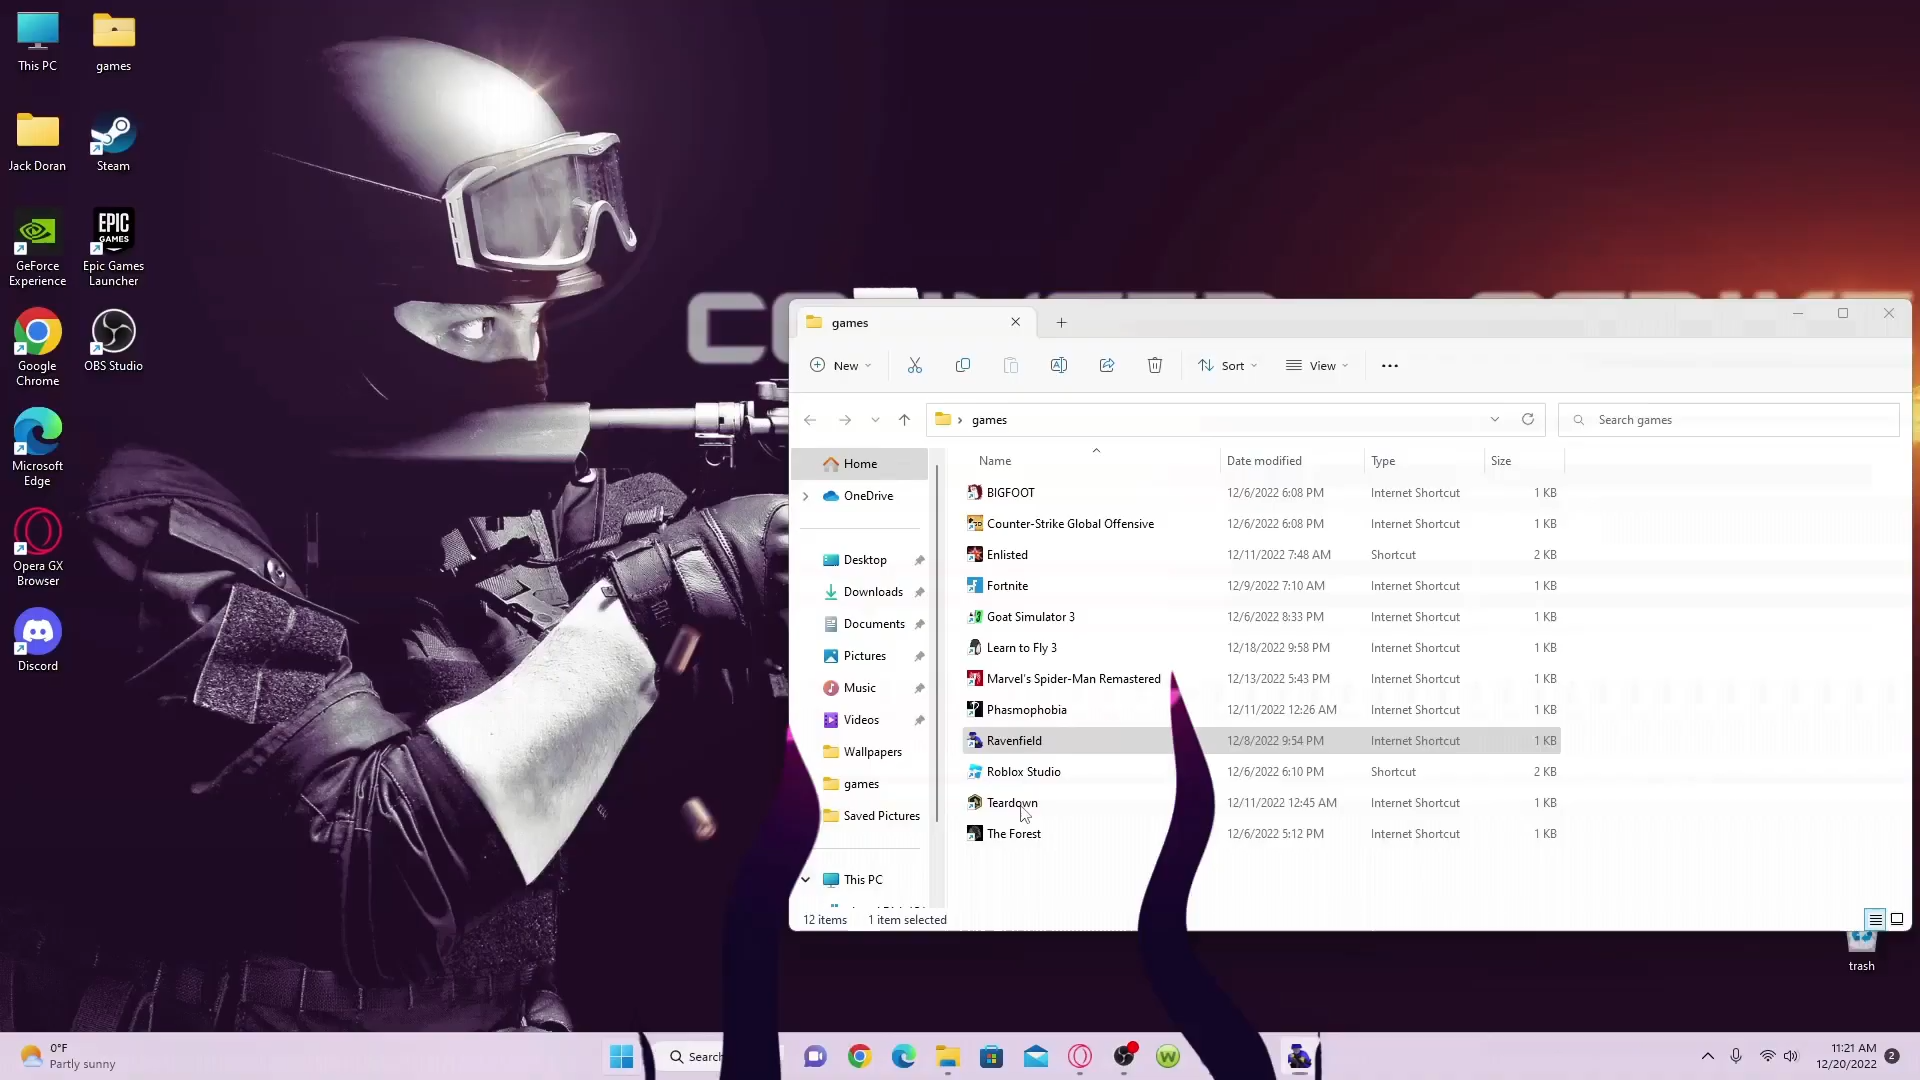 This PC
games
Jack Doran
Steam
GeForce
Experience
EPIC
GAMES
Epic Games
Launcher
Google
Chrome
OBS Studio
Microsoft
Edge
Opera GX
Browser
Discord
games
New
Sort
View
games
Search games
Home
OneDrive
Desktop
Downloads
Documents
Pictures
Music
Videos
Wallpapers
games
Saved Pictures
This PC
Name Date modified Type Size
BIGFOOT 12/6/2022 6:08 PM Internet Shortcut 1 KB
Counter-Strike Global Offensive 12/6/2022 6:08 PM Internet Shortcut 1 KB
Enlisted 12/11/2022 7:48 AM Shortcut 2 KB
Fortnite 12/9/2022 7:10 AM Internet Shortcut 1 KB
Goat Simulator 3 12/6/2022 8:33 PM Internet Shortcut 1 KB
Learn to Fly 3 12/18/2022 9:58 PM Internet Shortcut 1 KB
Marvel's Spider-Man Remastered 12/13/2022 5:43 PM Internet Shortcut 1 KB
Phasmophobia 12/11/2022 12:26 AM Internet Shortcut 1 KB
Ravenfield 12/8/2022 9:54 PM Internet Shortcut 1 KB
Roblox Studio 12/6/2022 6:10 PM Shortcut 2 KB
Teardown 12/11/2022 12:45 AM Internet Shortcut 1 KB
The Forest 12/6/2022 5:12 PM Internet Shortcut 1 KB
12 items 1 item selected
trash
0°F
Partly sunny
Search
11:21 AM
12/20/2022
2